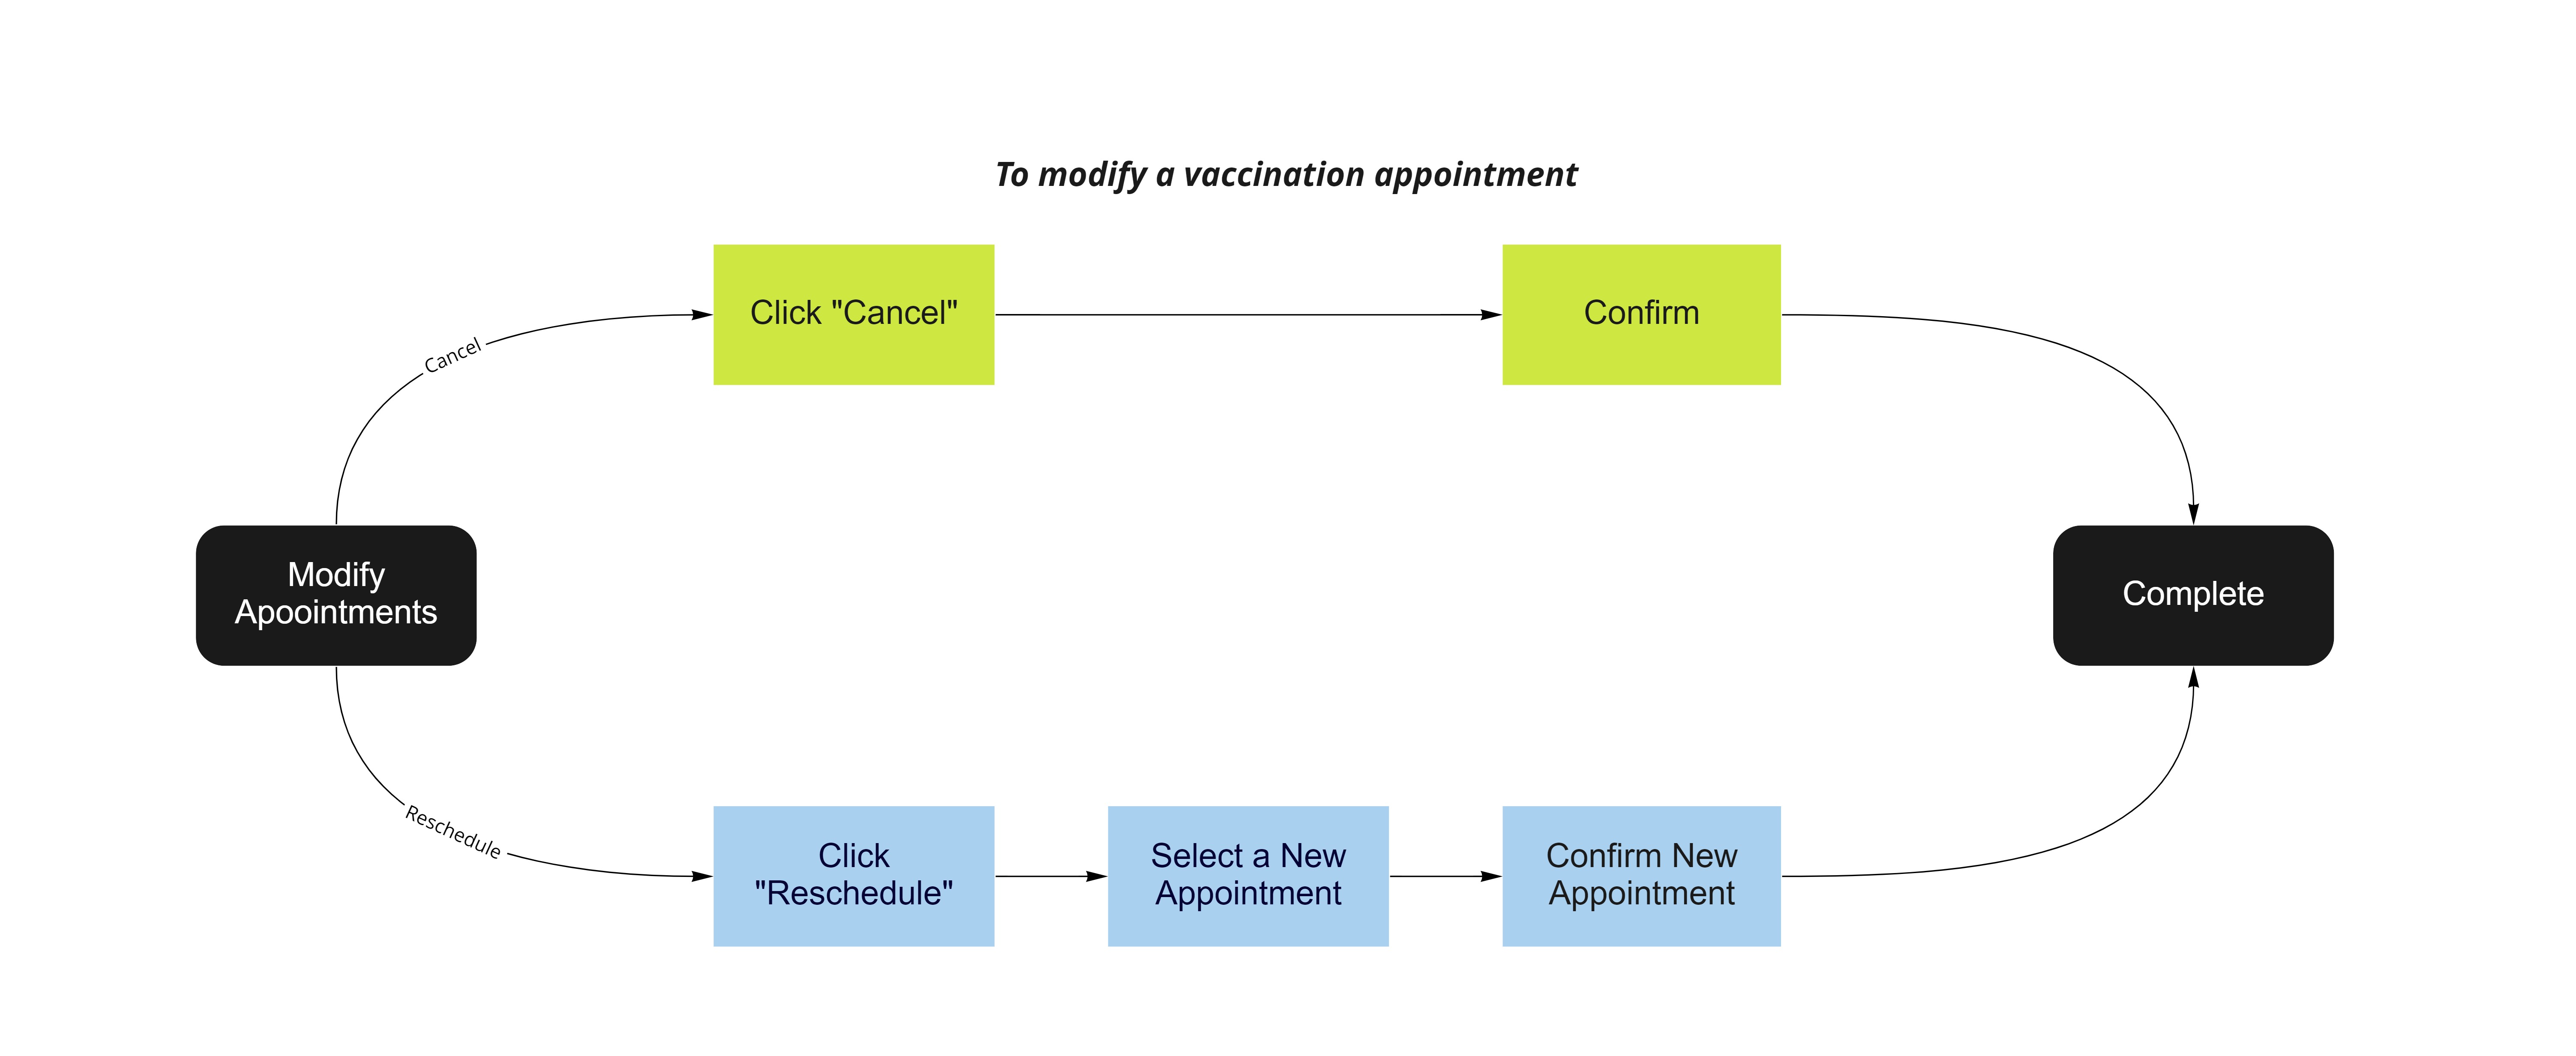 To modify a vaccination appointment
Cancel
Click "Cancel"
Confirm
Modify
Apoointments
Complete
Reschedule
Click
"Reschedule"
Select a New
Appointment
Confirm New
Appointment